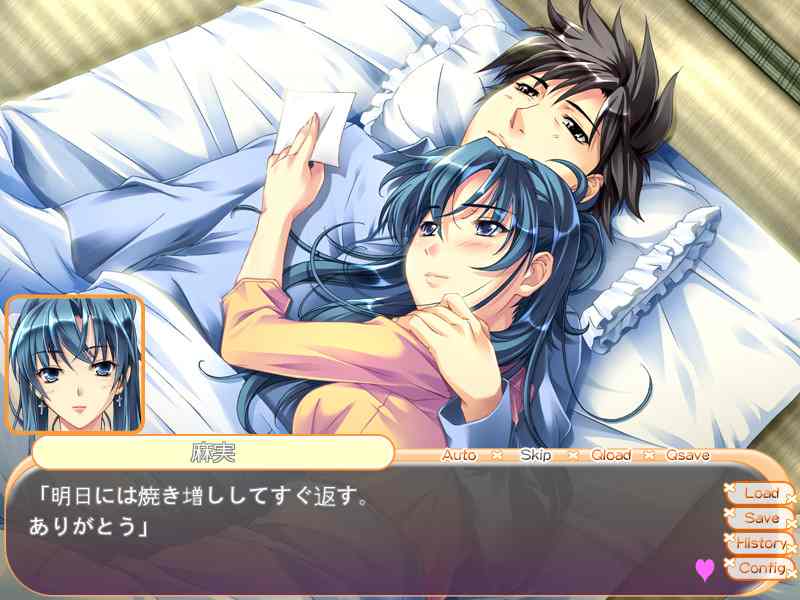 麻実
Auto Skip Qload Qsave
「明日には焼き増ししてすぐ返す。
ありがとう」
Load
Save
History
Config